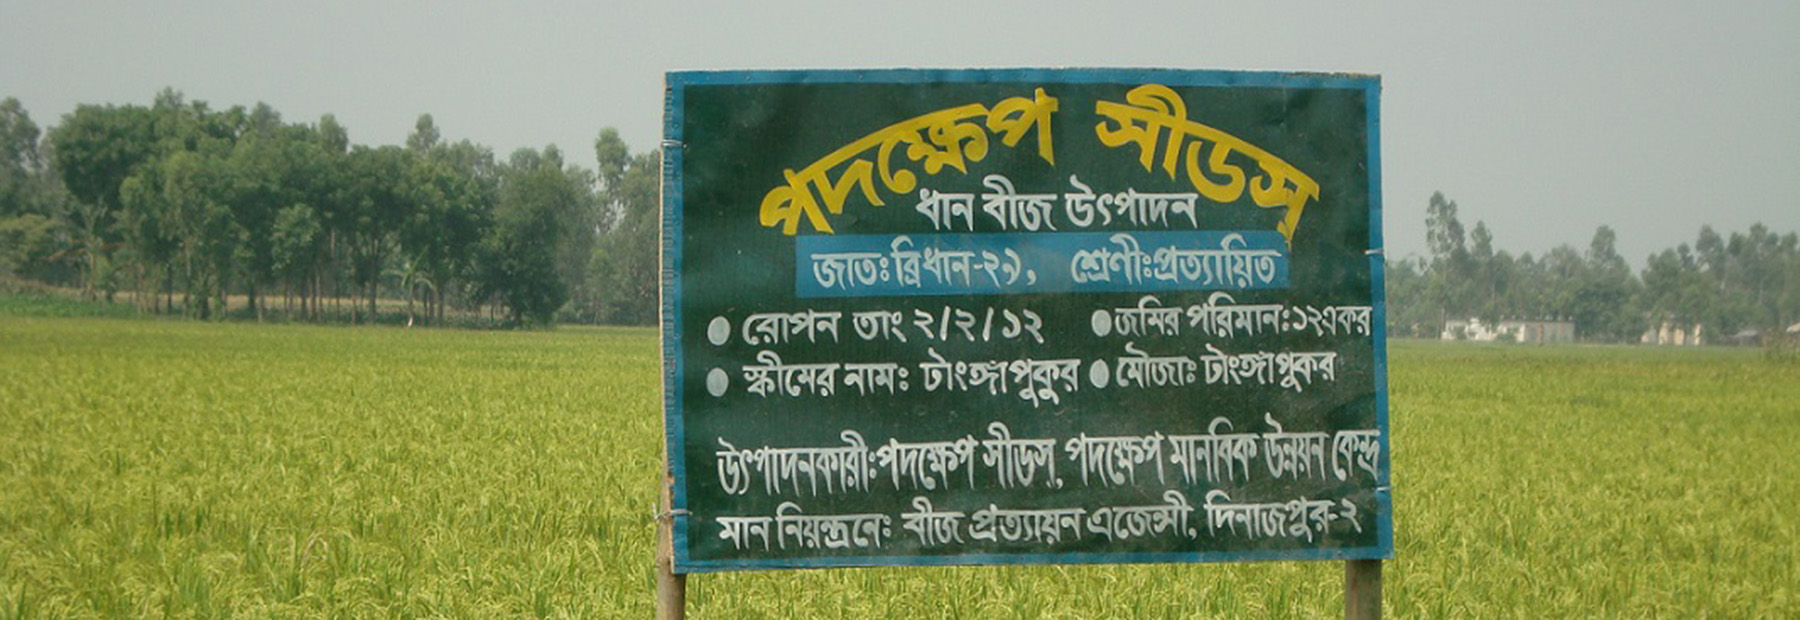 পদক্ষেপ সীডস
ধান বীজ উৎপাদন
জাতঃ ব্রিধান-২৯, শ্রেণীঃপ্রত্যায়িত
রোপন তাং ২/২/১২ জমির পরিমান:১২একর
স্কীমের নামঃ টাংঙ্গাপুকুর মৌজাঃ টাংঙ্গাপুকর
উৎপাদনকারীঃপদক্ষেপ সীডস, পদক্ষেপ মানবিক উন্নয়ন কেন্দ্র
মান নিয়ন্ত্রনেঃ বীজ প্রত্যায়ন এজেন্সী, দিনাজপুর-২